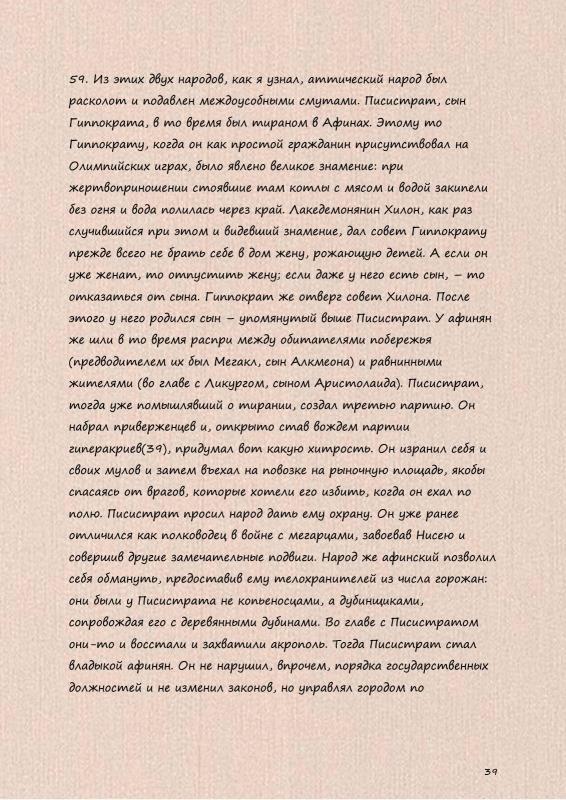 59. Из этих двух народов, как я узнал, аттический народ был
расколот и подавлен междоусобными смутами. Писистрат, сын
Гиппократа, в то время был тираном в Афинах. Этому то
Гиппократу, когда он как простой гражданин присутствовал на
Олимпийских играх, было явлено великое знамение: при
жертвоприношении стоявшие там котлы с мясом и водой закипели
без огня и вода полилась через край. Лакедемонянин Хилон, как раз
случившийся при этом и видевший знамение, дал совет Гиппократу
прежде всего не брать себе в дом жену, рожающую детей. А если он
уже женат, то отпустить жену; если даже у него есть сын, – то
отказаться от сына. Гиппократ же отверг совет Хилона. После
этого у него родился сын – упомянутый выше Писистрат. У афинян
же шли в то время распри между обитателями побережья
(предводителем их был Мегакл, сын Алкмеона) и равнинными
жителями (во главе с Ликургом, сыном Аристолаида). Писистрат,
тогда уже помышлявший о тирании, создал третью партию. Он
набрал приверженцев и, открыто став вождем партии
гиперакриев(39), придумал вот какую хитрость. Он изранил себя и
своих мулов и затем въехал на повозке на рыночную площадь, якобы
спасаясь от врагов, которые хотели его избить, когда он ехал по
полю. Писистрат просил народ дать ему охрану. Он уже ранее
отличился как полководец в войне с мегарцами, завоевав Нисею и
совершив другие замечательные подвиги. Народ же афинский позволил
себя обмануть, предоставив ему телохранителей из числа горожан:
они были у Писистрата не копьеносцами, а дубинщиками,
сопровождая его с деревянными дубинами. Во главе с Писистратом
они-то и восстали и захватили акрополь. Тогда Писистрат стал
владыкой афинян. Он не нарушил, впрочем, порядка государственных
должностей и не изменил законов, но управлял городом по
39